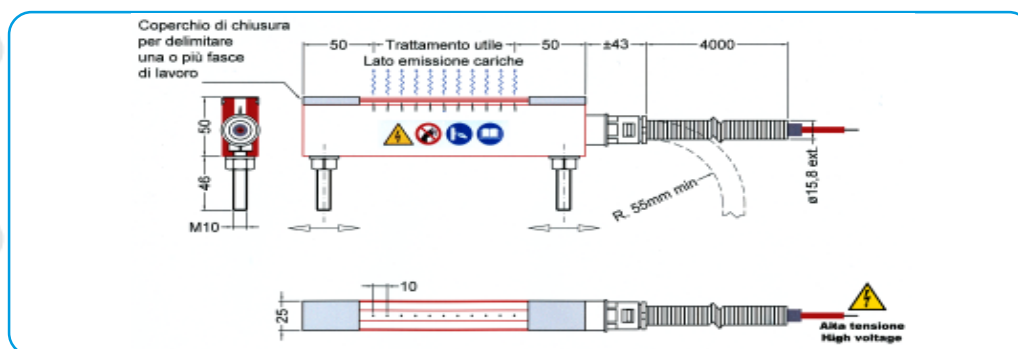 Coperchio di chiusura
per delimitare
una o più fasce
di lavoro
50
Trattamento utile
Lato emissione cariche
50
±43
4000
50
46
M10
R. 55mm min
ø15,8 ext.
10
25
Alta tensione
High voltage